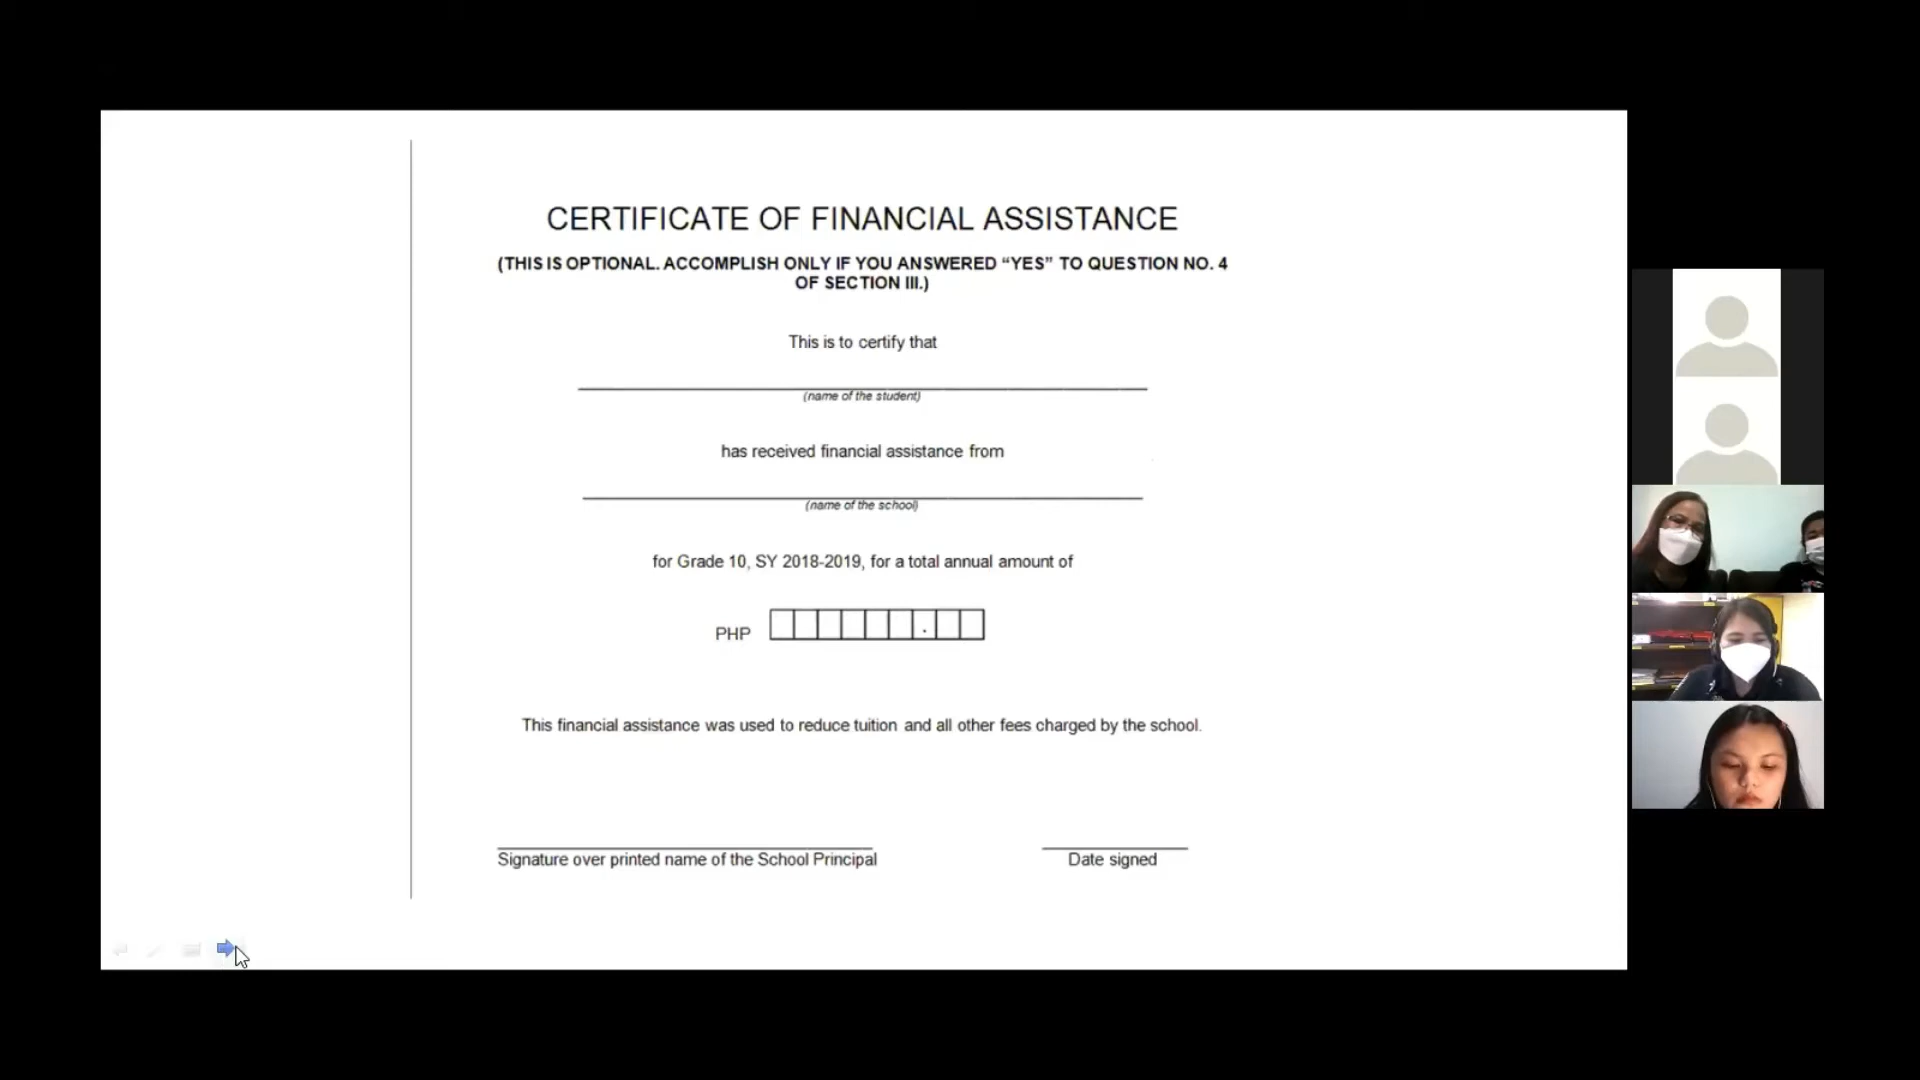 CERTIFICATE OF FINANCIAL ASSISTANCE
(THIS IS OPTIONAL. ACCOMPLISH ONLY IF YOU ANSWERED “YES” TO QUESTION NO. 4
OF SECTION III.)
This is to certify that
(name of the student)
has received financial assistance from
(name of the school)
for Grade 10, SY 2018-2019, for a total annual amount of
PHP .
This financial assistance was used to reduce tuition and all other fees charged by the school.
Signature over printed name of the School Principal
Date signed